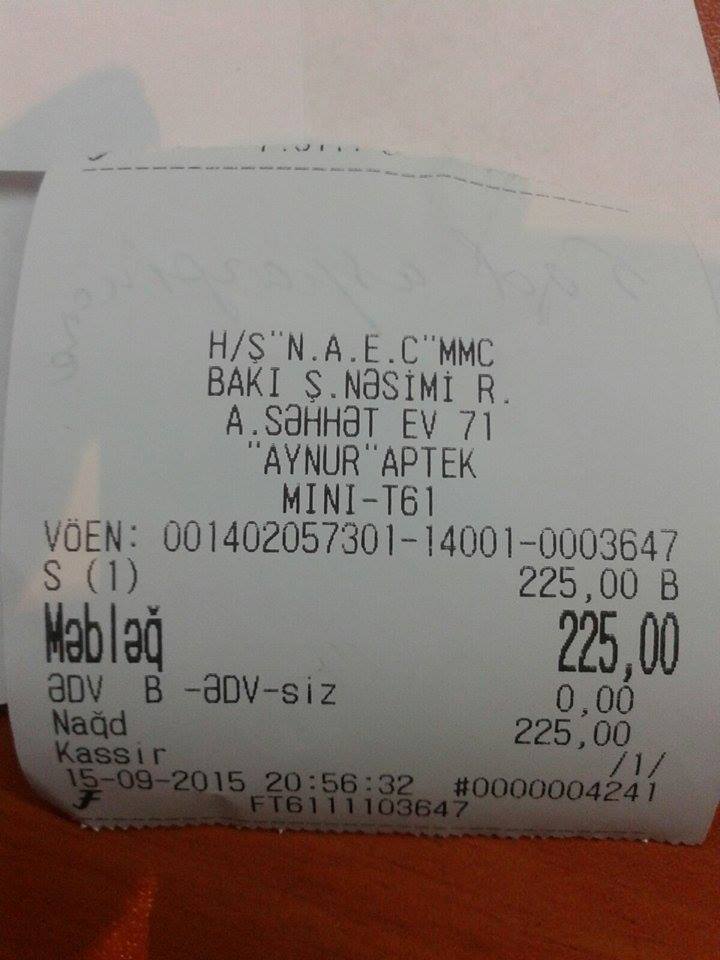 H/Ş"N.A.E.C"MMC
BAKI Ş.NƏSİMİ R.
A.SƏHHƏT EV 71
"AYNUR"APTEK
MINI-T61
VÖEN: 001402057301-14001-0003647
S (1) 225,00 B
Məbləğ 225,00
ƏDV B -ƏDV-siz 0,00
Nağd 225,00
Kassir /1/
15-09-2015 20:56:32 #0000004241
FT6111103647